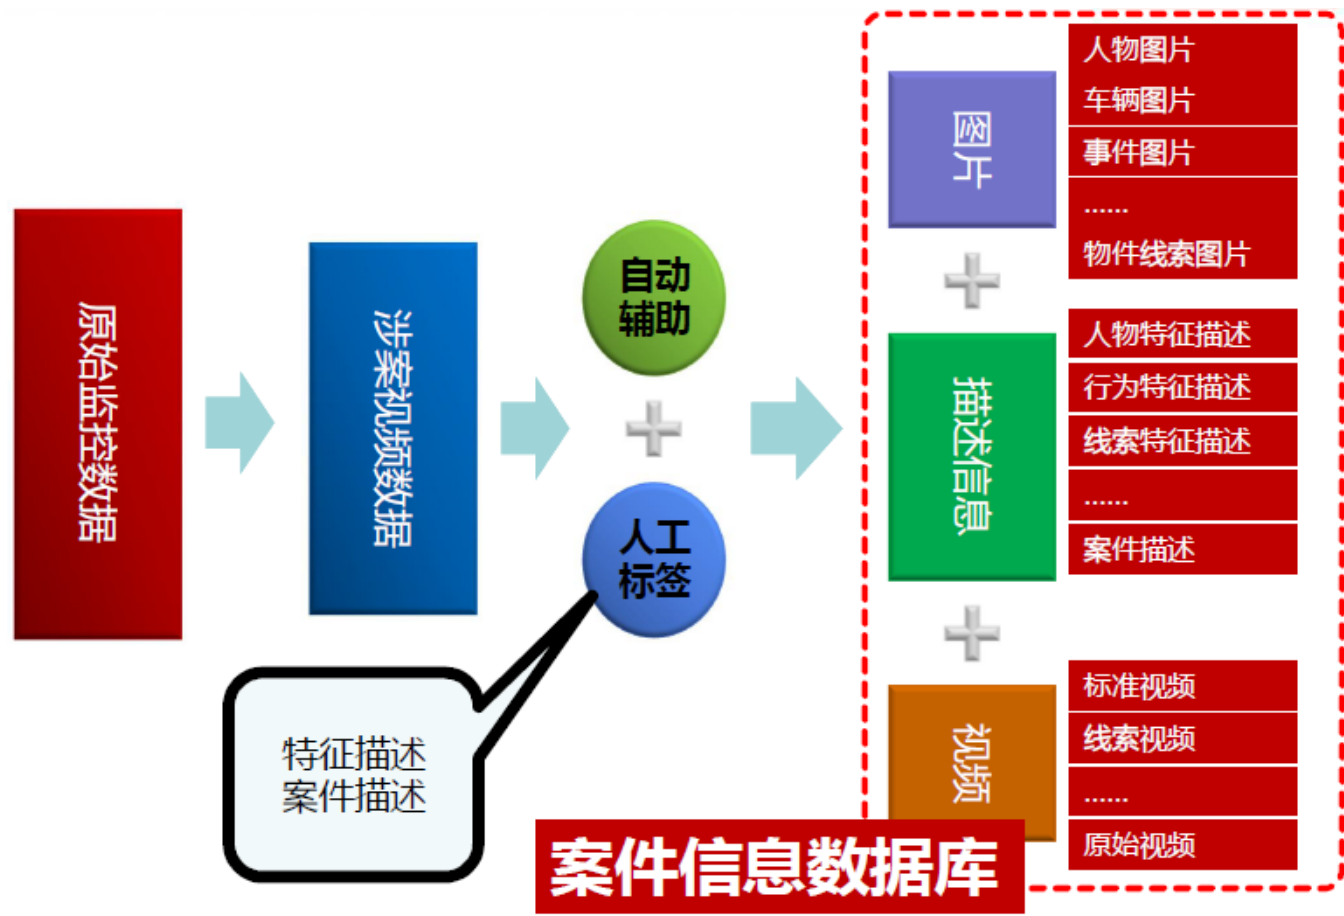 原始监控数据
涉案视频数据
自动
辅助
人工
标签
特征描述
案件描述
图片
人物图片
车辆图片
事件图片
......
物件线索图片
描述信息
人物特征描述
行为特征描述
线索特征描述
......
案件描述
视频
标准视频
线索视频
......
原始视频
案件信息数据库